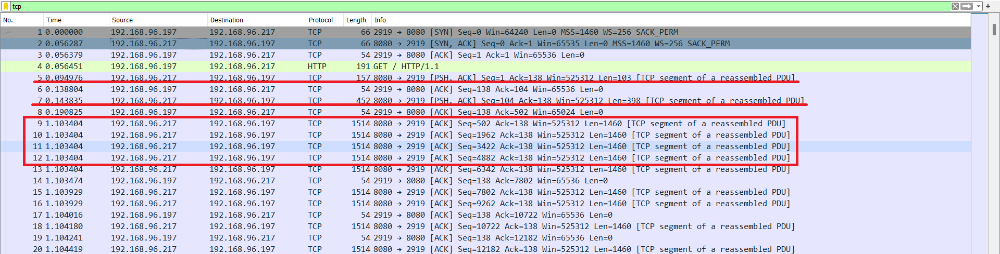 tcp
No. Time Source Destination Protocol Length Info
1 0.000000 192.168.96.197 192.168.96.217 TCP 66 2919 → 8080 [SYN] Seq=0 Win=64240 Len=0 MSS=1460 WS=256 SACK_PERM
2 0.056287 192.168.96.217 192.168.96.197 TCP 66 8080 → 2919 [SYN, ACK] Seq=0 Ack=1 Win=65535 Len=0 MSS=1460 WS=256 SACK_PERM
3 0.056379 192.168.96.197 192.168.96.217 TCP 54 2919 → 8080 [ACK] Seq=1 Ack=1 Win=65536 Len=0
4 0.056451 192.168.96.197 192.168.96.217 HTTP 191 GET / HTTP/1.1
5 0.094976 192.168.96.217 192.168.96.197 TCP 157 8080 → 2919 [PSH, ACK] Seq=1 Ack=138 Win=525312 Len=103 [TCP segment of a reassembled PDU]
6 0.138804 192.168.96.197 192.168.96.217 TCP 54 2919 → 8080 [ACK] Seq=138 Ack=104 Win=65536 Len=0
7 0.143835 192.168.96.217 192.168.96.197 TCP 452 8080 → 2919 [PSH, ACK] Seq=104 Ack=138 Win=525312 Len=398 [TCP segment of a reassembled PDU]
8 0.190825 192.168.96.197 192.168.96.217 TCP 54 2919 → 8080 [ACK] Seq=138 Ack=502 Win=65024 Len=0
9 1.103404 192.168.96.217 192.168.96.197 TCP 1514 8080 → 2919 [ACK] Seq=502 Ack=138 Win=525312 Len=1460 [TCP segment of a reassembled PDU]
10 1.103404 192.168.96.217 192.168.96.197 TCP 1514 8080 → 2919 [ACK] Seq=1962 Ack=138 Win=525312 Len=1460 [TCP segment of a reassembled PDU]
11 1.103404 192.168.96.217 192.168.96.197 TCP 1514 8080 → 2919 [ACK] Seq=3422 Ack=138 Win=525312 Len=1460 [TCP segment of a reassembled PDU]
12 1.103404 192.168.96.217 192.168.96.197 TCP 1514 8080 → 2919 [ACK] Seq=4882 Ack=138 Win=525312 Len=1460 [TCP segment of a reassembled PDU]
13 1.103404 192.168.96.217 192.168.96.197 TCP 1514 8080 → 2919 [ACK] Seq=6342 Ack=138 Win=525312 Len=1460 [TCP segment of a reassembled PDU]
14 1.103474 192.168.96.197 192.168.96.217 TCP 54 2919 → 8080 [ACK] Seq=138 Ack=7802 Win=65536 Len=0
15 1.103929 192.168.96.217 192.168.96.197 TCP 1514 8080 → 2919 [ACK] Seq=7802 Ack=138 Win=525312 Len=1460 [TCP segment of a reassembled PDU]
16 1.103929 192.168.96.217 192.168.96.197 TCP 1514 8080 → 2919 [ACK] Seq=9262 Ack=138 Win=525312 Len=1460 [TCP segment of a reassembled PDU]
17 1.104016 192.168.96.197 192.168.96.217 TCP 54 2919 → 8080 [ACK] Seq=138 Ack=10722 Win=65536 Len=0
18 1.104180 192.168.96.217 192.168.96.197 TCP 1514 8080 → 2919 [ACK] Seq=10722 Ack=138 Win=525312 Len=1460 [TCP segment of a reassembled PDU]
19 1.104241 192.168.96.197 192.168.96.217 TCP 54 2919 → 8080 [ACK] Seq=138 Ack=12182 Win=65536 Len=0
20 1.104419 192.168.96.217 192.168.96.197 TCP 1514 8080 → 2919 [ACK] Seq=12182 Ack=138 Win=525312 Len=1460 [TCP segment of a reassembled PDU]